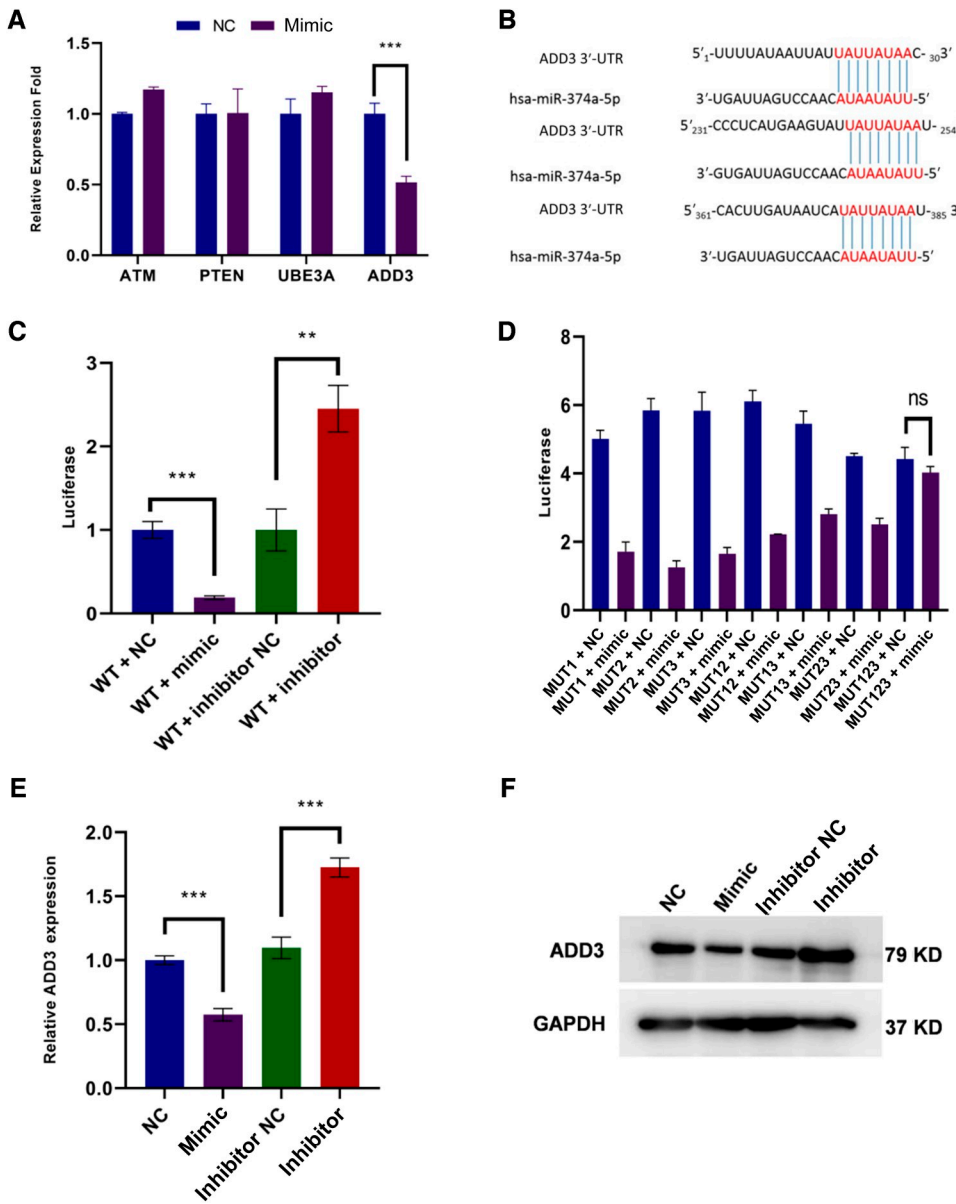 A
NC Mimic
Relative Expression Fold
1.5
1.0
0.5
0.0
***
ATM PTEN UBE3A ADD3
B
ADD3 3′-UTR 5′1-UUUUAUAAUUAUUAUUAUAAC- 303′
hsa-miR-374a-5p 3′-UGAUUAGUCCAACAUAAUAUU-5′
ADD3 3′-UTR 5′231-CCCUCAUGAAGUAUUAUUAUAAU- 254
hsa-miR-374a-5p 3′-GUGAUUAGUCCAACAUAAUAUU-5′
ADD3 3′-UTR 5′361-CACUUGAUAAUCAUAUUAUAAU- 385 3
hsa-miR-374a-5p 3′-UGAUUAGUCCAACAUAAUAUU-5′
C
Luciferase
3
2
1
0
***
**
WT + NC
WT + mimic
WT + inhibitor NC
WT + inhibitor
D
Luciferase
8
6
4
2
0
ns
MUT1 + NC
MUT1 + mimic
MUT2 + NC
MUT2 + mimic
MUT3 + NC
MUT3 + mimic
MUT12 + NC
MUT12 + mimic
MUT13 + NC
MUT13 + mimic
MUT23 + NC
MUT23 + mimic
MUT123 + NC
MUT123 + mimic
E
Relative ADD3 expression
2.0
1.5
1.0
0.5
0.0
***
***
NC
Mimic
Inhibitor NC
Inhibitor
F
NC
Mimic
Inhibitor NC
Inhibitor
ADD3 79 KD
GAPDH 37 KD